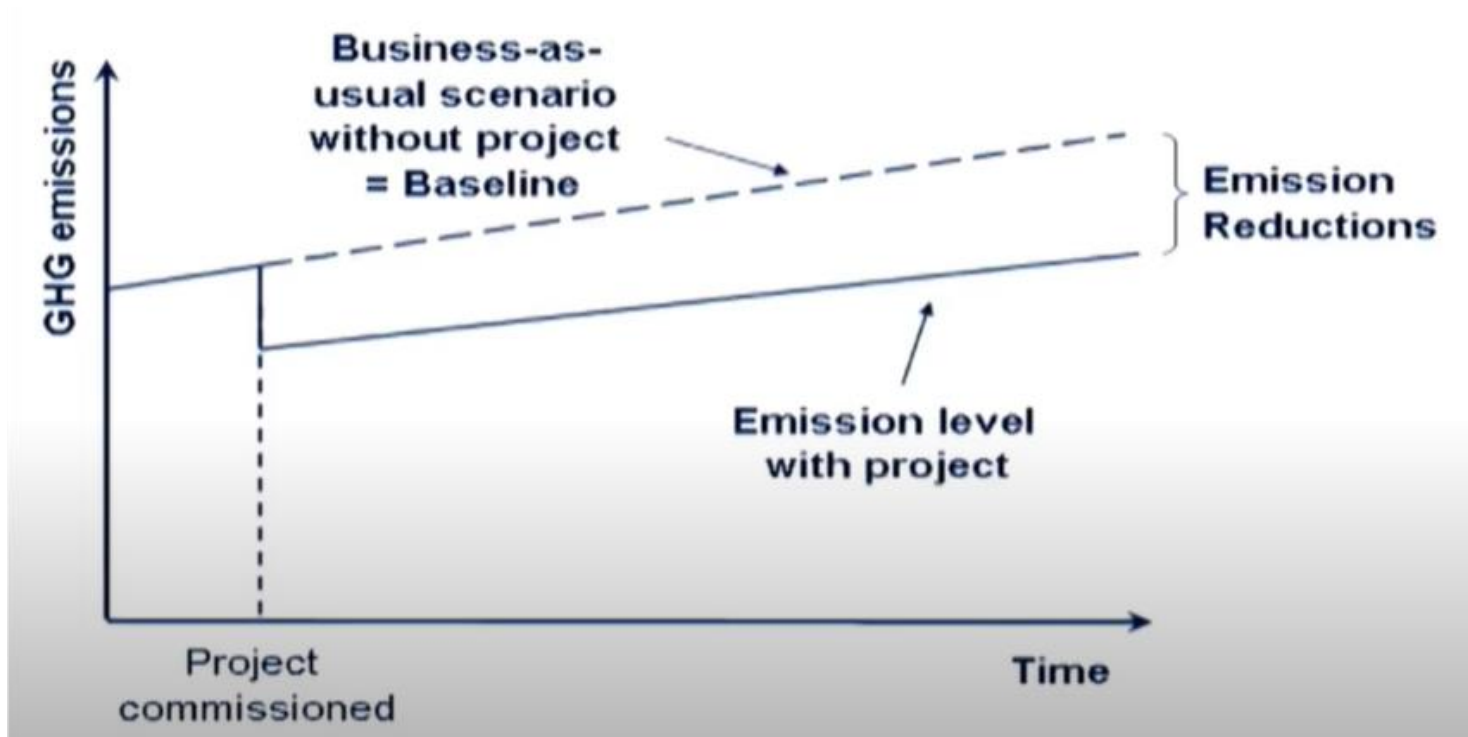 GHG emissions
Business-as-
usual scenario
without project
= Baseline
Emission
Reductions
Emission level
with project
Project
commissioned
Time